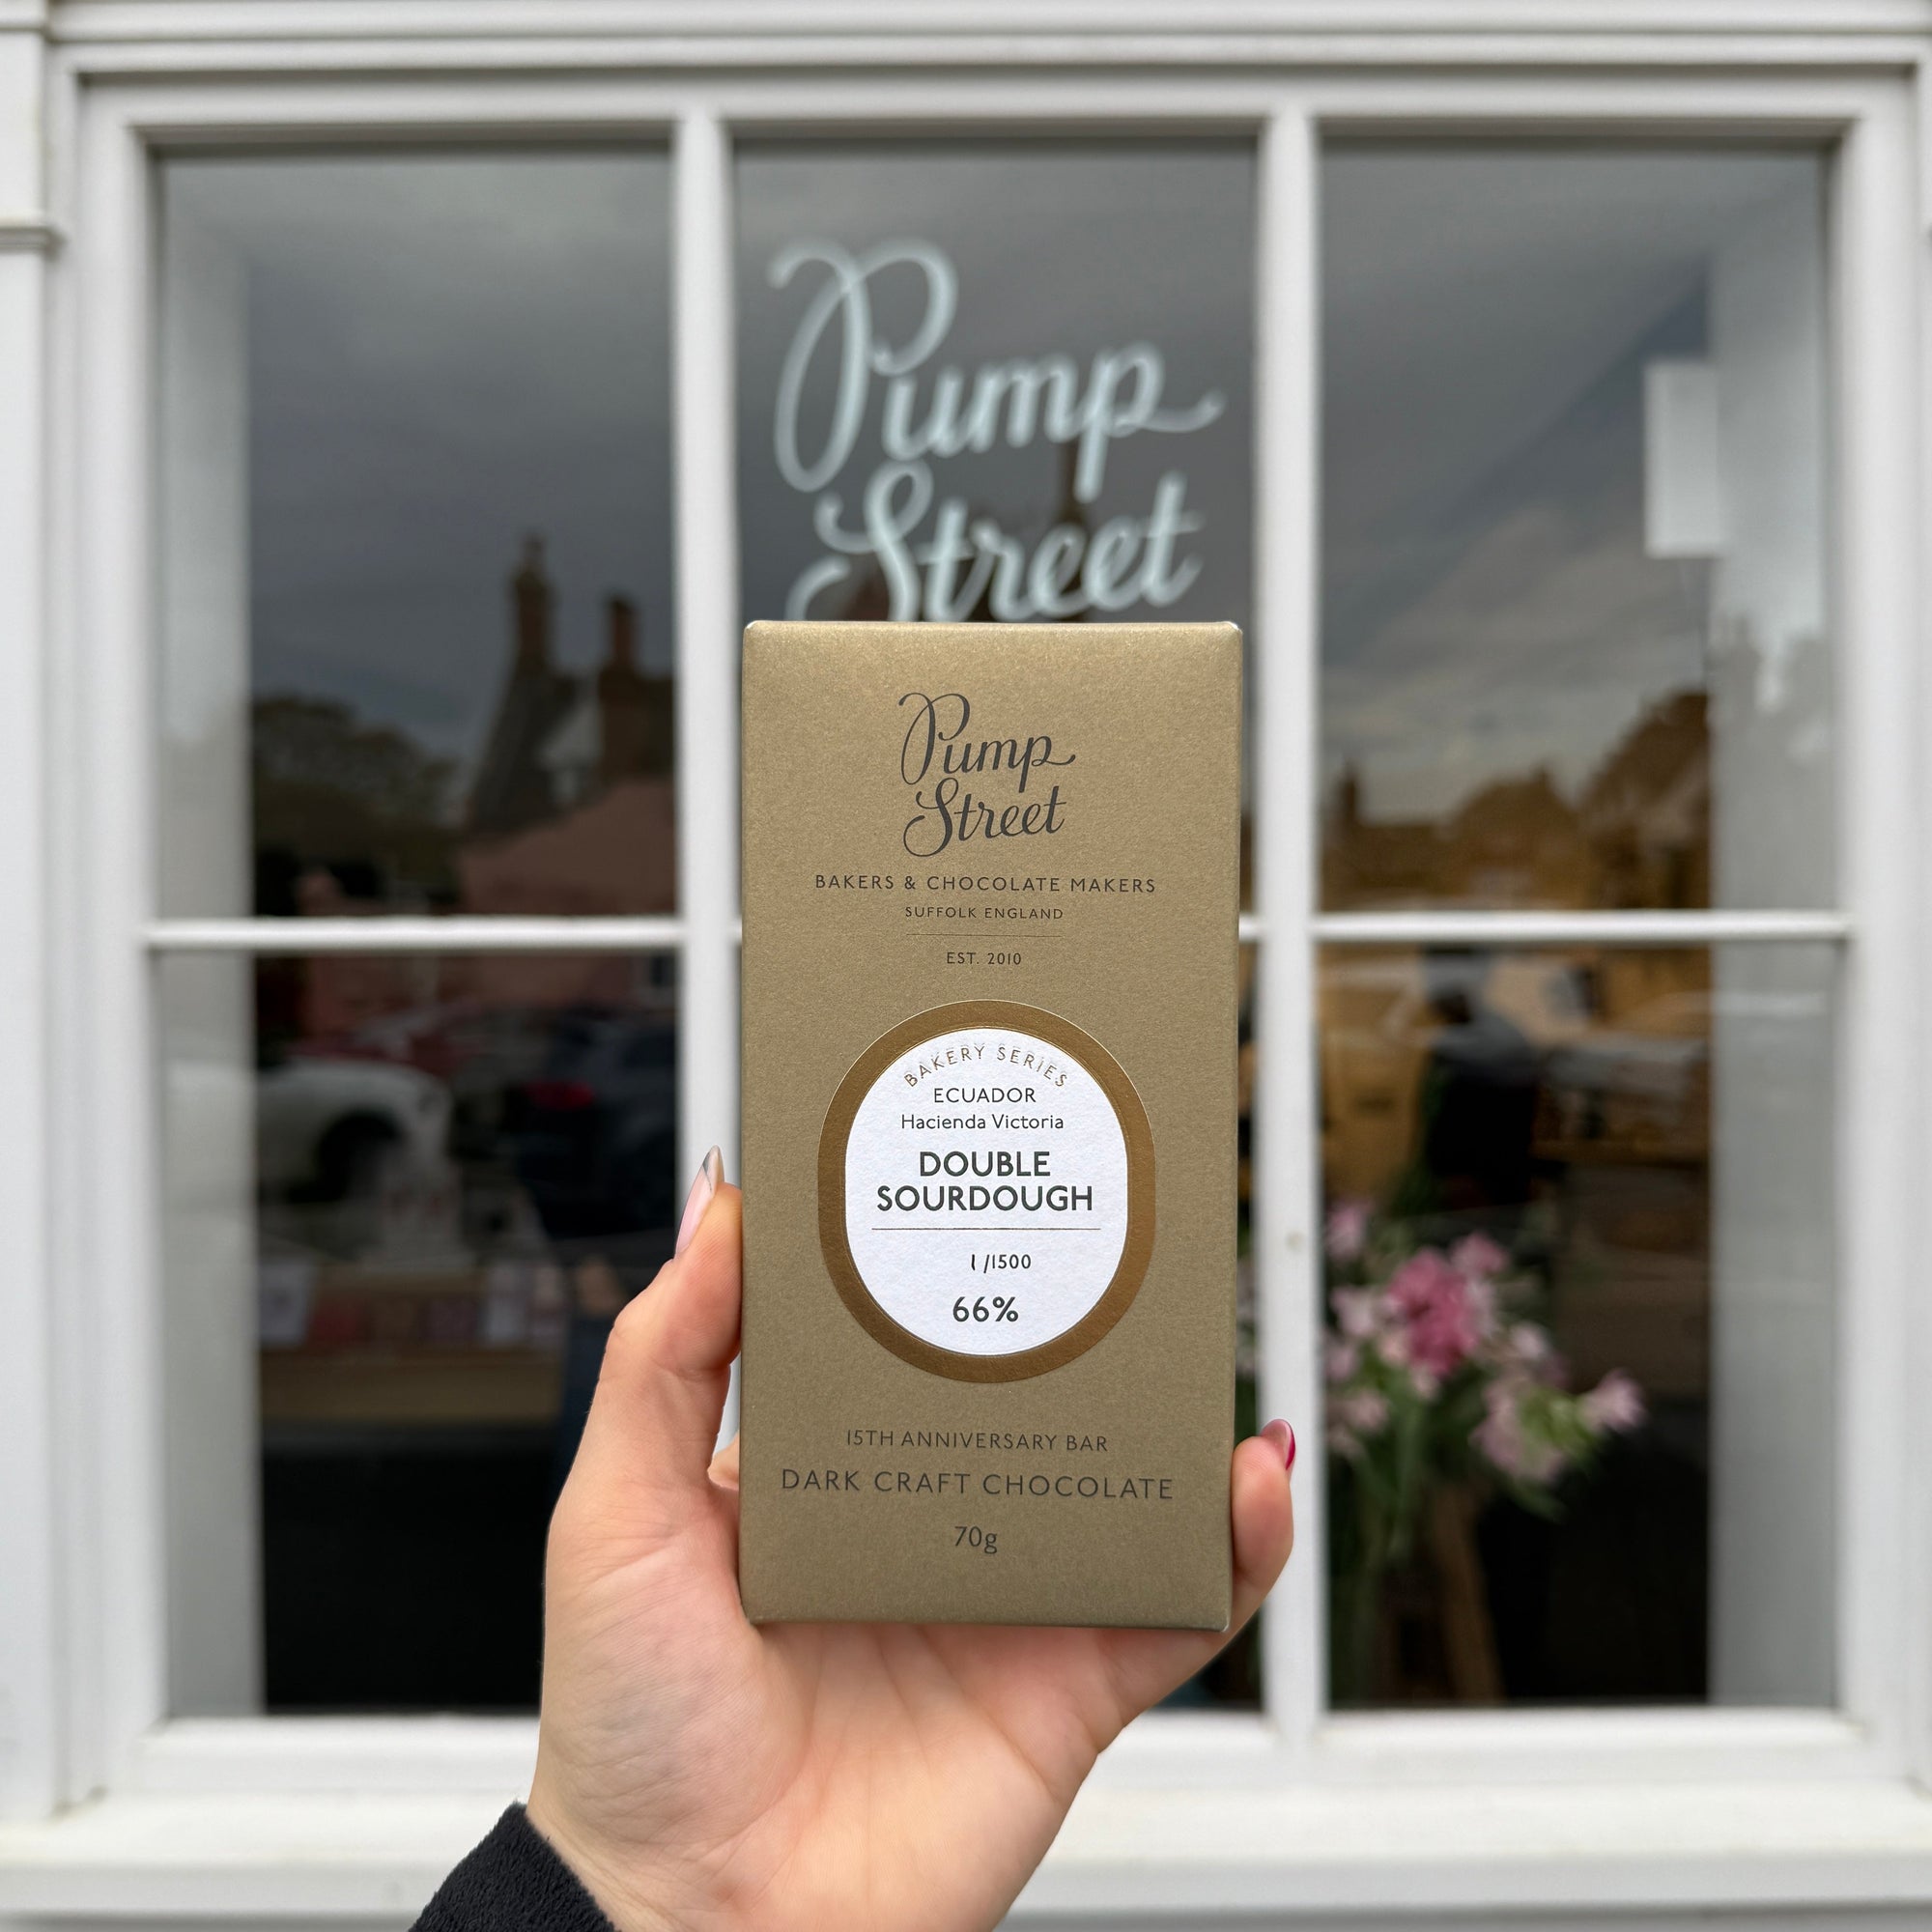 Pump
Street
Pump
Street
BAKERS & CHOCOLATE MAKERS
SUFFOLK ENGLAND
EST. 2010
BAKERY SERIES
ECUADOR
Hacienda Victoria
DOUBLE
SOURDOUGH
1/1500
66%
15TH ANNIVERSARY BAR
DARK CRAFT CHOCOLATE
70g